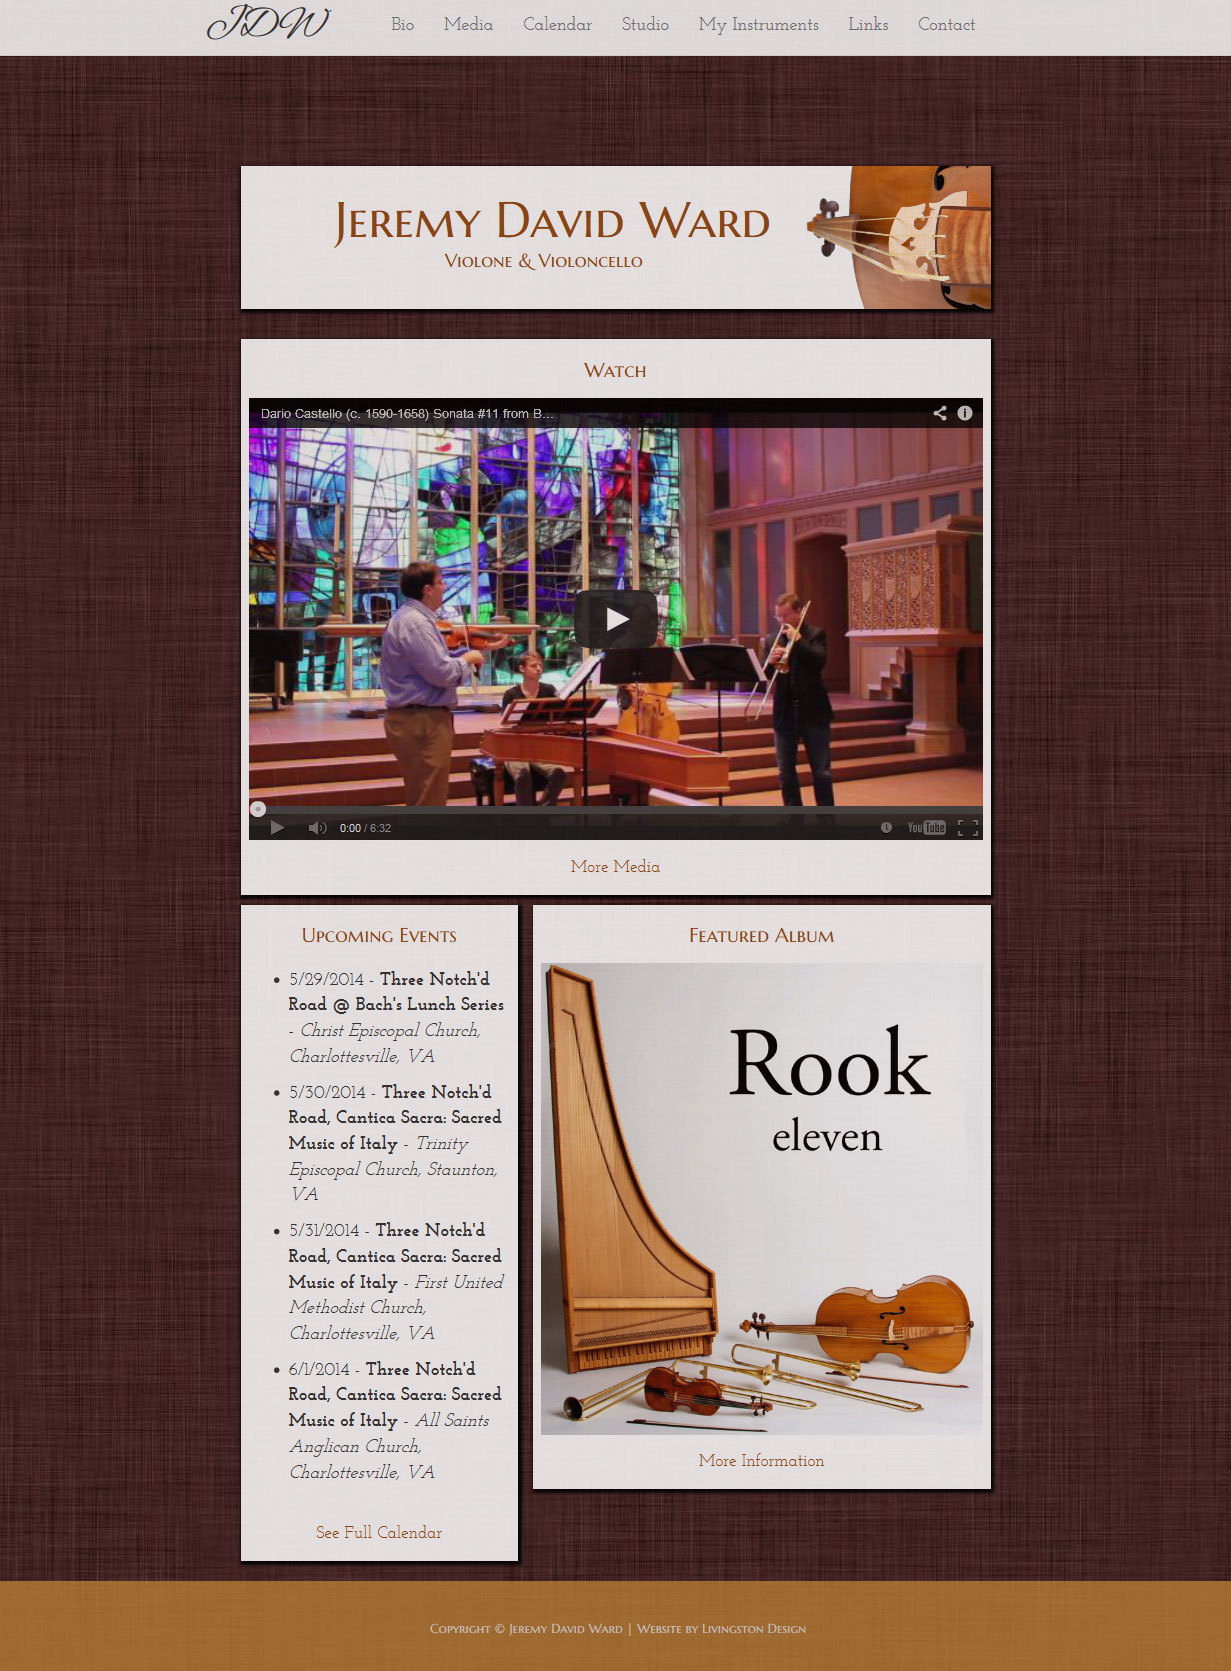 JDW Bio Media Calendar Studio My Instruments Links Contact
Jeremy David Ward
Violone & Violoncello
Watch
Dario Castello (c. 1590-1658) Sonata #11 from B...
0:00 / 6:32 YouTube
More Media
Upcoming Events
5/29/2014 - Three Notch'd
Road @ Bach's Lunch Series
- Christ Episcopal Church,
Charlottesville, VA
5/30/2014 - Three Notch'd
Road, Cantica Sacra: Sacred
Music of Italy - Trinity
Episcopal Church, Staunton,
VA
5/31/2014 - Three Notch'd
Road, Cantica Sacra: Sacred
Music of Italy - First United
Methodist Church,
Charlottesville, VA
6/1/2014 - Three Notch'd
Road, Cantica Sacra: Sacred
Music of Italy - All Saints
Anglican Church,
Charlottesville, VA
See Full Calendar
Featured Album
Rook
eleven
More Information
Copyright © Jeremy David Ward | Website by Livingston Design